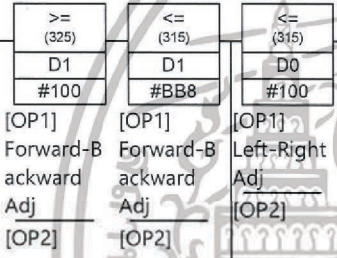 >= <= <=
(325) (315) (315)
D1 D1 D0
#100 #BB8 #100
[OP1] [OP1] [OP1]
Forward-B Forward-B Left-Right
ackward ackward Adj
Adj Adj [OP2]
[OP2] [OP2]